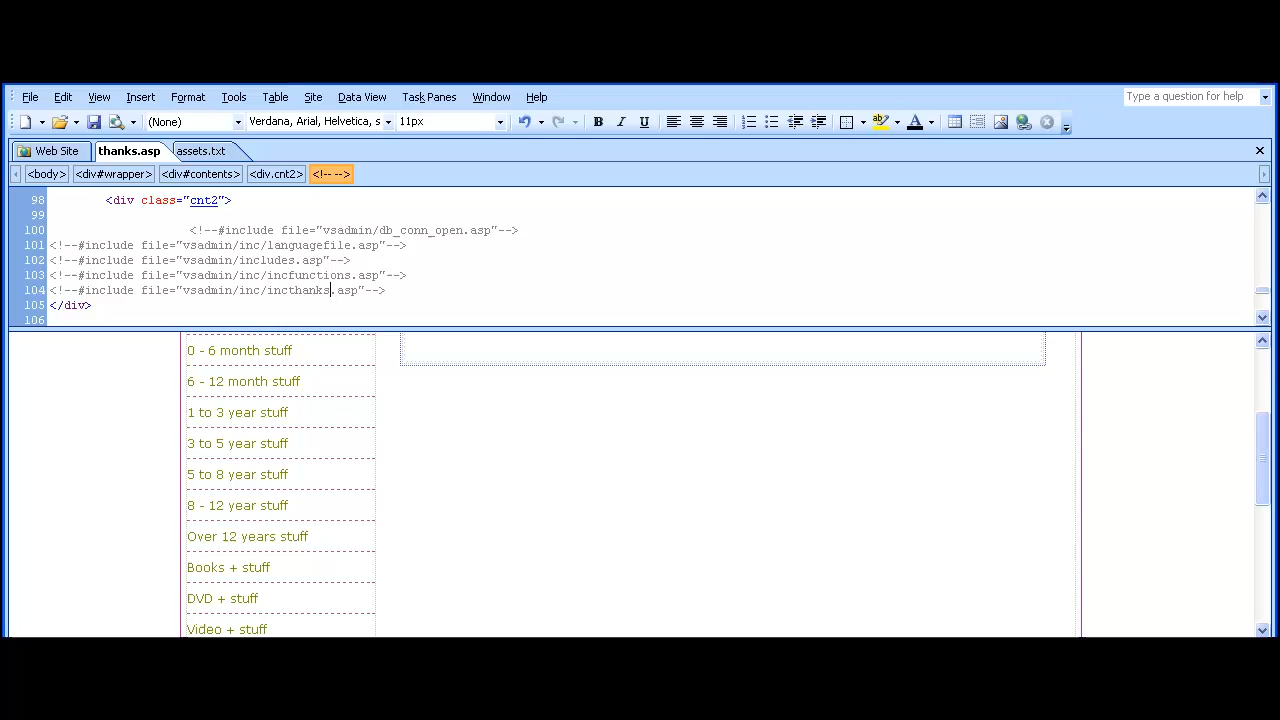 File Edit View Insert Format Tools Table Site Data View Task Panes Window Help Type a question for help
(None) Verdana, Arial, Helvetica, s 11px B I U ab A
Web Site thanks.asp assets.txt
<body> <div#wrapper> <div#contents> <div.cnt2> <!-- -->
98 <div class="cnt2">
99
100 <!--#include file="vsadmin/db_conn_open.asp"-->
101 <!--#include file="vsadmin/inc/languagefile.asp"-->
102 <!--#include file="vsadmin/includes.asp"-->
103 <!--#include file="vsadmin/inc/incfunctions.asp"-->
104 <!--#include file="vsadmin/inc/incthanks.asp"-->
105 </div>
106
0 - 6 month stuff
6 - 12 month stuff
1 to 3 year stuff
3 to 5 year stuff
5 to 8 year stuff
8 - 12 year stuff
Over 12 years stuff
Books + stuff
DVD + stuff
Video + stuff